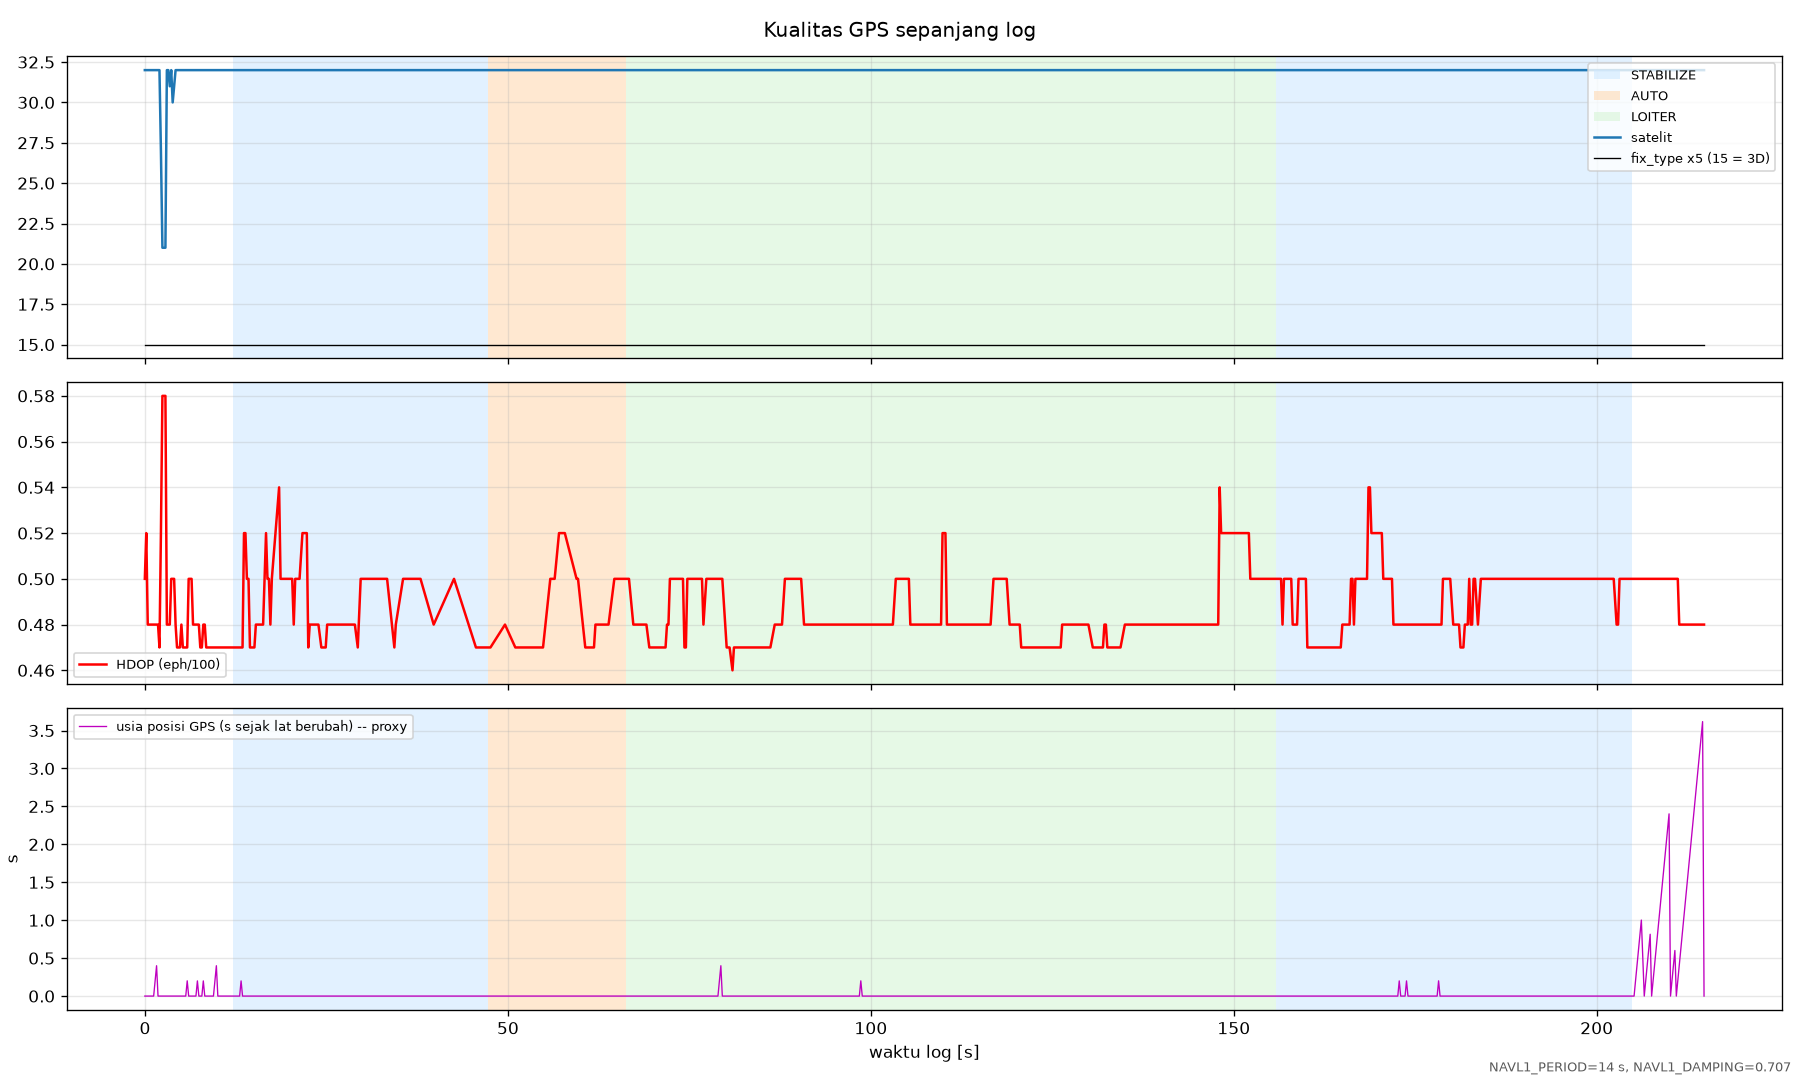 Kualitas GPS sepanjang log
32.5
30.0
27.5
25.0
22.5
20.0
17.5
15.0
STABILIZE
AUTO
LOITER
satelit
fix_type x5 (15 = 3D)
0.58
0.56
0.54
0.52
0.50
0.48
0.46
HDOP (eph/100)
3.5
3.0
2.5
2.0
1.5
1.0
0.5
0.0
s
usia posisi GPS (s sejak lat berubah) -- proxy
0 50 100 150 200
waktu log [s]
NAVL1_PERIOD=14 s, NAVL1_DAMPING=0.707